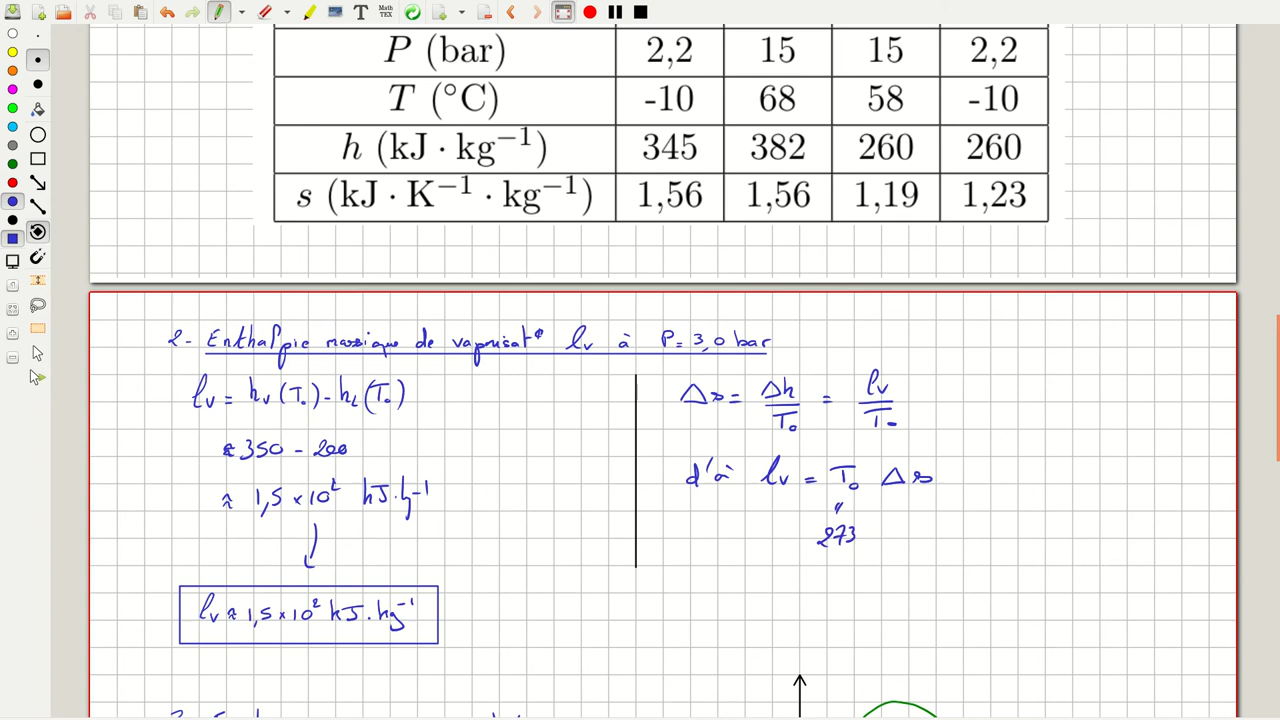 Math
TEX
T
P (bar) 2,2 15 15 2,2
T (°C) -10 68 58 -10
h (kJ · kg⁻¹) 345 382 260 260
s (kJ · K⁻¹ · kg⁻¹) 1,56 1,56 1,19 1,23
2- Enthalpie massique de vaporisat° lv à P = 3,0 bar
lv = hv (T₀) - hl (T₀)
≈ 350 - 200
≈ 1,5 × 10² kJ.kg⁻¹
lv ≈ 1,5 × 10² kJ.kg⁻¹
Δs = Δh / T₀ = lv / T₀
d'où lv = T₀ Δs
"
273